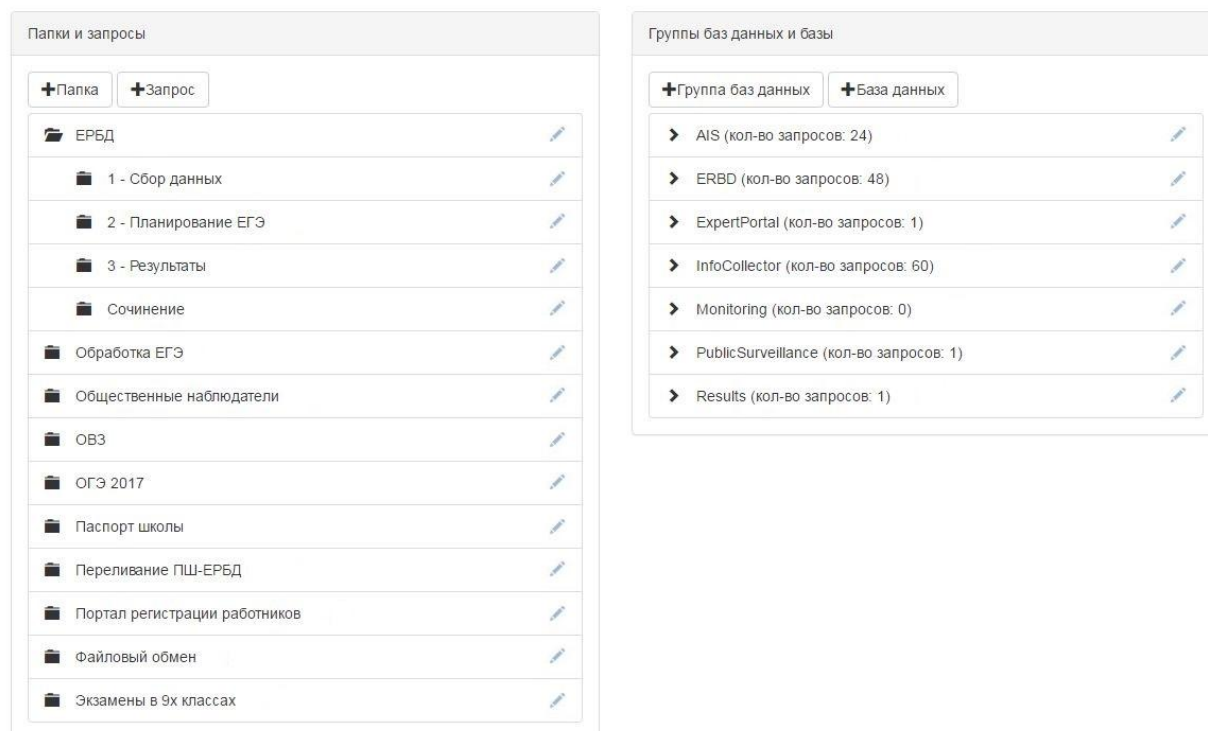 Папки и запросы
+Папка +Запрос
ЕРБД
1 - Сбор данных
2 - Планирование ЕГЭ
3 - Результаты
Сочинение
Обработка ЕГЭ
Общественные наблюдатели
ОВЗ
ОГЭ 2017
Паспорт школы
Переливание ПШ-ЕРБД
Портал регистрации работников
Файловый обмен
Экзамены в 9х классах
Группы баз данных и базы
+Группа баз данных +База данных
AIS (кол-во запросов: 24)
ERBD (кол-во запросов: 48)
ExpertPortal (кол-во запросов: 1)
InfoCollector (кол-во запросов: 60)
Monitoring (кол-во запросов: 0)
PublicSurveillance (кол-во запросов: 1)
Results (кол-во запросов: 1)